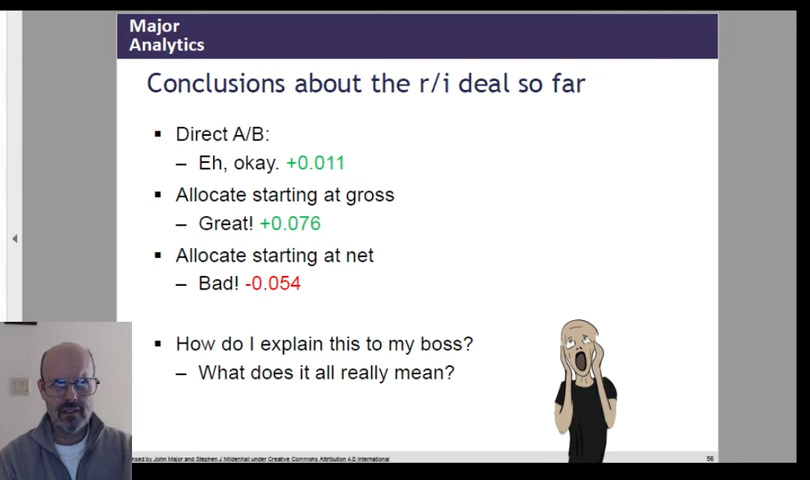 Major
Analytics
Conclusions about the r/i deal so far
▪ Direct A/B:
– Eh, okay. +0.011
▪ Allocate starting at gross
– Great! +0.076
▪ Allocate starting at net
– Bad! -0.054
▪ How do I explain this to my boss?
– What does it all really mean?
by John Major and Stephen J Mildenhall under Creative Commons Attribution 4.0 International
56